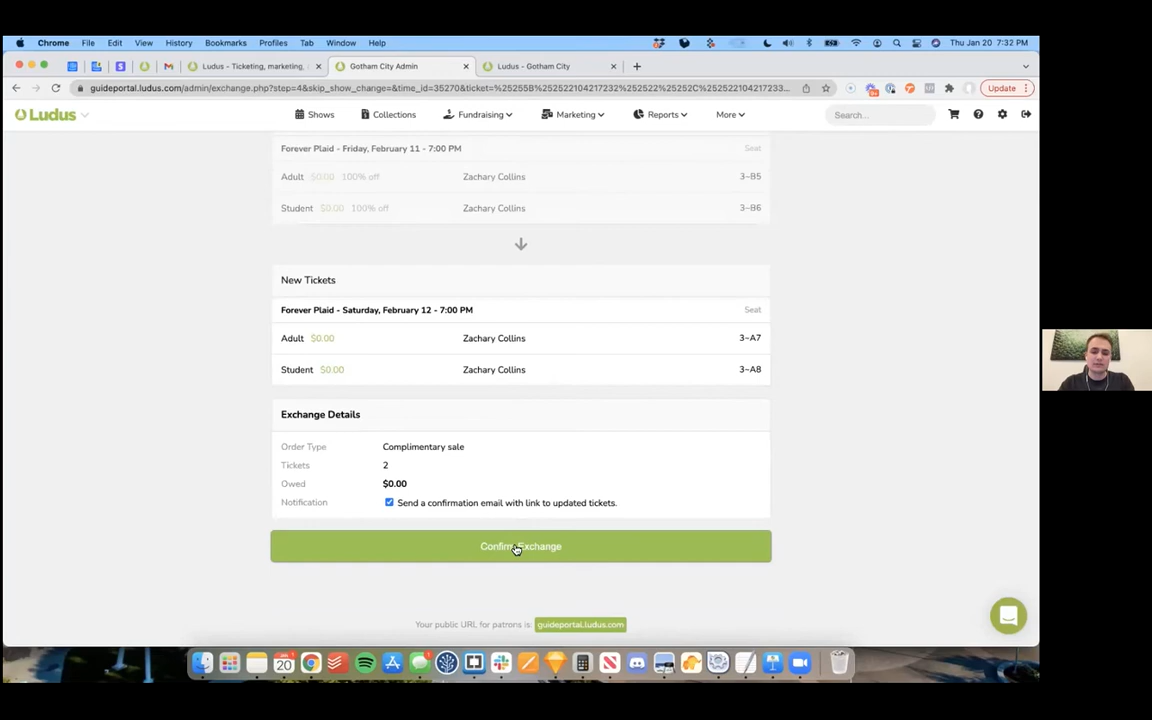 Chrome File Edit View History Bookmarks Profiles Tab Window Help Thu Jan 20 7:32 PM
Ludus - Ticketing, marketing, Gotham City Admin Ludus - Gotham City
guideportal.ludus.com/admin/exchange.php?step=4&skip_show_change=&time_id=35270&ticket=%25255B%252522104217232%252522%25252C%252522104217233... Update
Ludus Shows Collections Fundraising Marketing Reports More Search...
Forever Plaid - Friday, February 11 - 7:00 PM Seat
Adult $0.00 100% off Zachary Collins 3-B5
Student $0.00 100% off Zachary Collins 3-B6
New Tickets
Forever Plaid - Saturday, February 12 - 7:00 PM Seat
Adult $0.00 Zachary Collins 3-A7
Student $0.00 Zachary Collins 3-A8
Exchange Details
Order Type Complimentary sale
Tickets 2
Owed $0.00
Notification Send a confirmation email with link to updated tickets.
Confirm Exchange
Your public URL for patrons is: guideportal.ludus.com